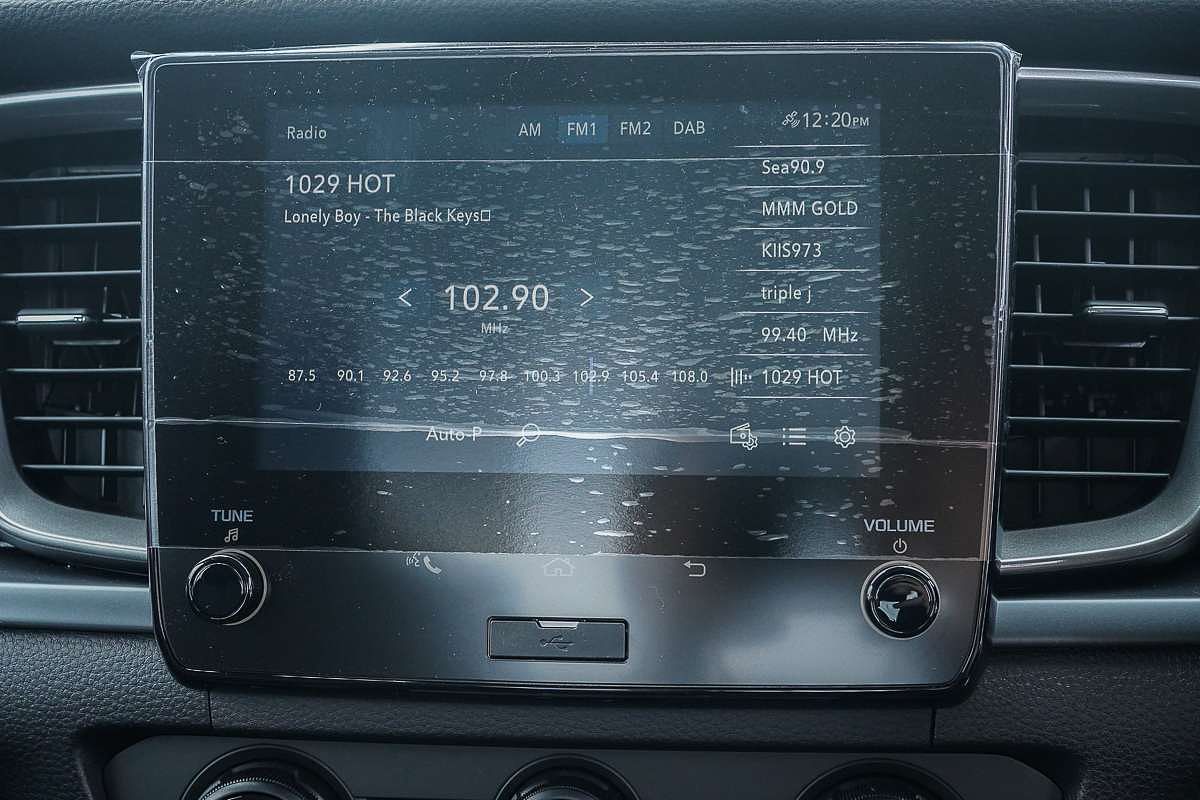 Radio AM FM1 FM2 DAB 12:20PM
1029 HOT
Lonely Boy - The Black Keys□
< 102.90 >
MHz
87.5 90.1 92.6 95.2 97.8 100.3 102.9 105.4 108.0
Sea90.9
MMM GOLD
KIIS973
triple j
99.40 MHz
1029 HOT
Auto-P
TUNE
VOLUME